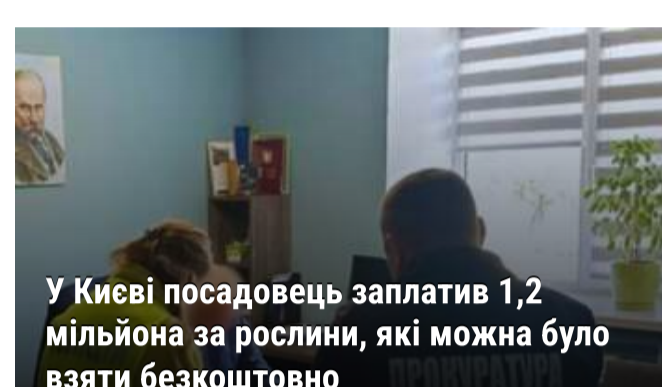 У Києві посадовець заплатив 1,2
мільйона за рослини, які можна було
взяти безкоштовно
ПРОКУРАТУРА